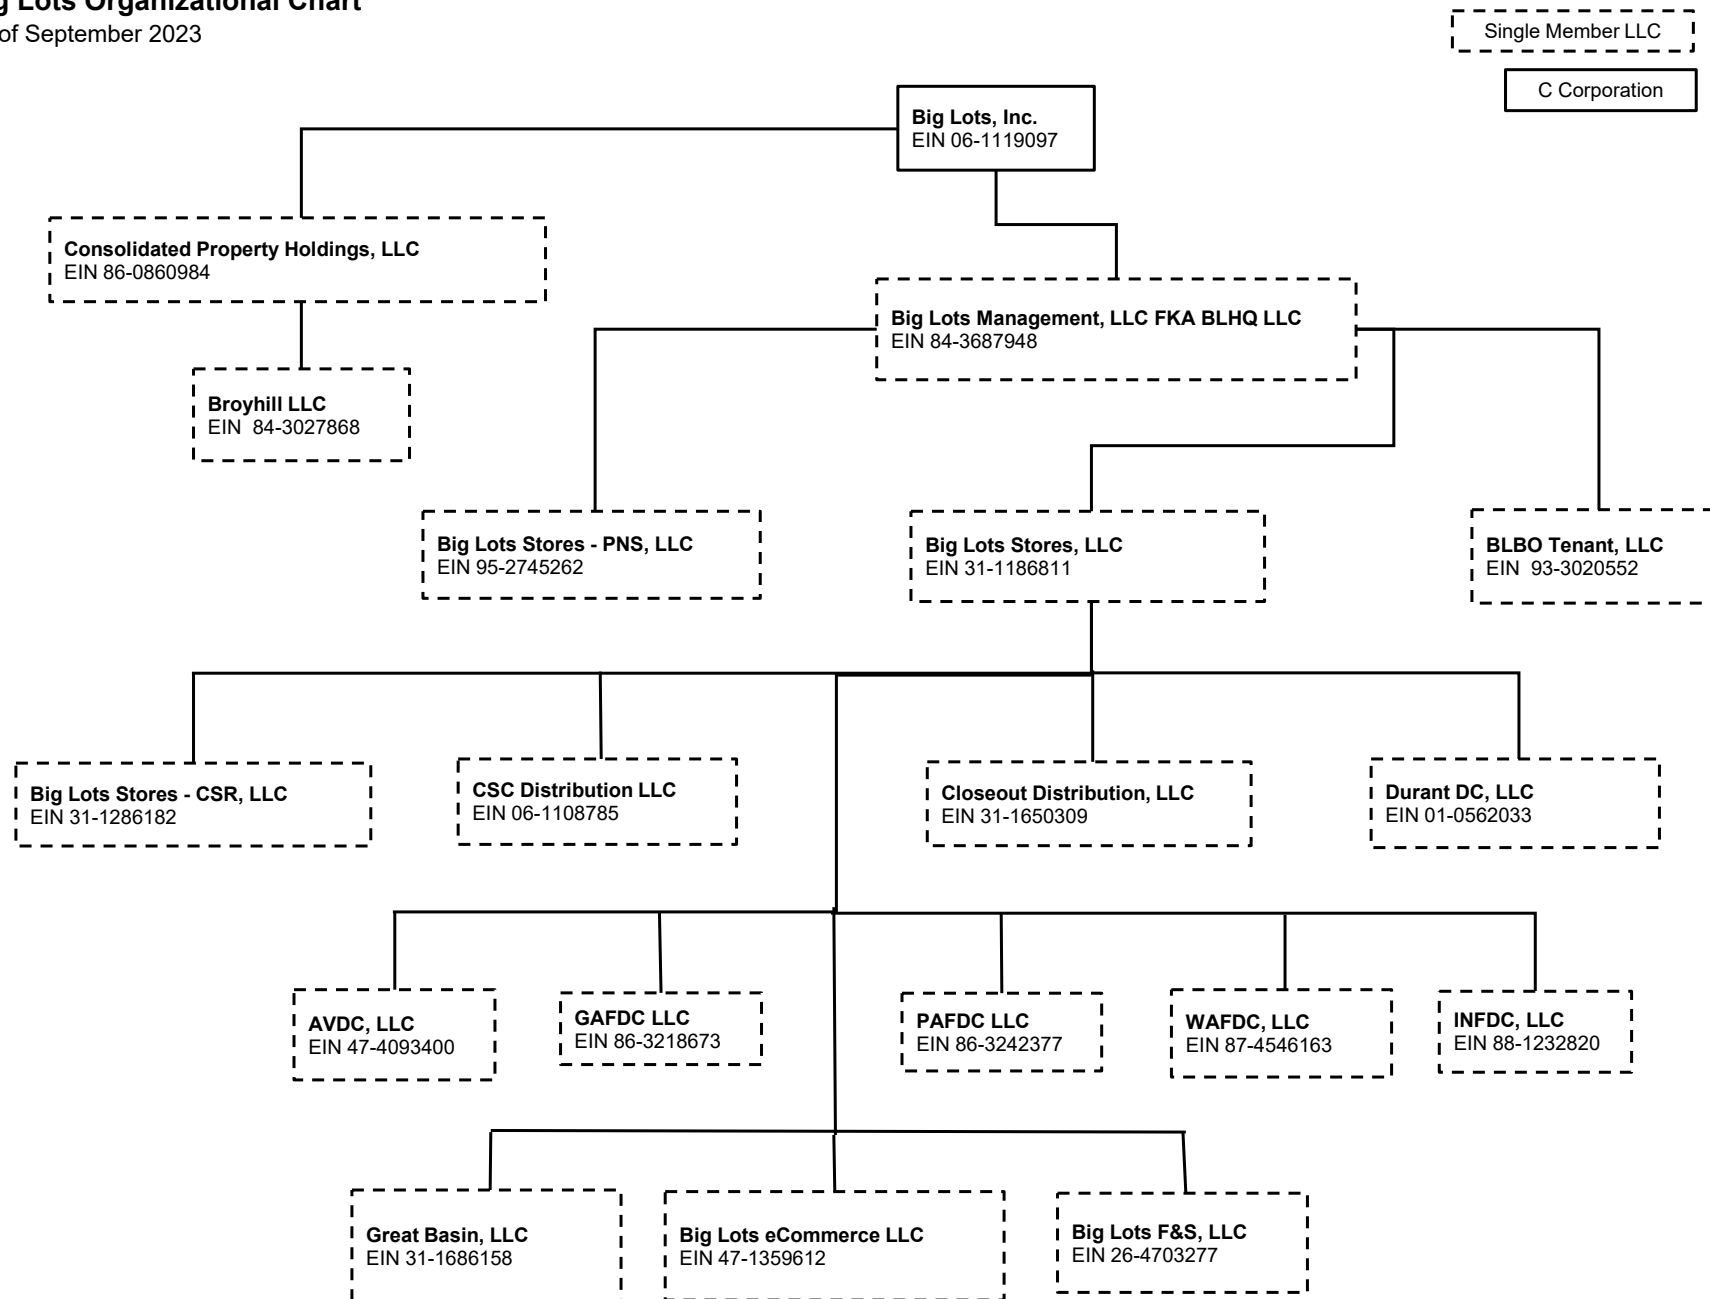 g Lots Organizational Chart
of September 2023
Single Member LLC
C Corporation
Big Lots, Inc.
EIN 06-1119097
Consolidated Property Holdings, LLC
EIN 86-0860984
Big Lots Management, LLC FKA BLHQ LLC
EIN 84-3687948
Broyhill LLC
EIN  84-3027868
Big Lots Stores - PNS, LLC
EIN 95-2745262
Big Lots Stores, LLC
EIN 31-1186811
BLBO Tenant, LLC
EIN  93-3020552
Big Lots Stores - CSR, LLC
EIN 31-1286182
CSC Distribution LLC
EIN 06-1108785
Closeout Distribution, LLC
EIN 31-1650309
Durant DC, LLC
EIN 01-0562033
AVDC, LLC
EIN 47-4093400
GAFDC LLC
EIN 86-3218673
PAFDC LLC
EIN 86-3242377
WAFDC, LLC
EIN 87-4546163
INFDC, LLC
EIN 88-1232820
Great Basin, LLC
EIN 31-1686158
Big Lots eCommerce LLC
EIN 47-1359612
Big Lots F&S, LLC
EIN 26-4703277